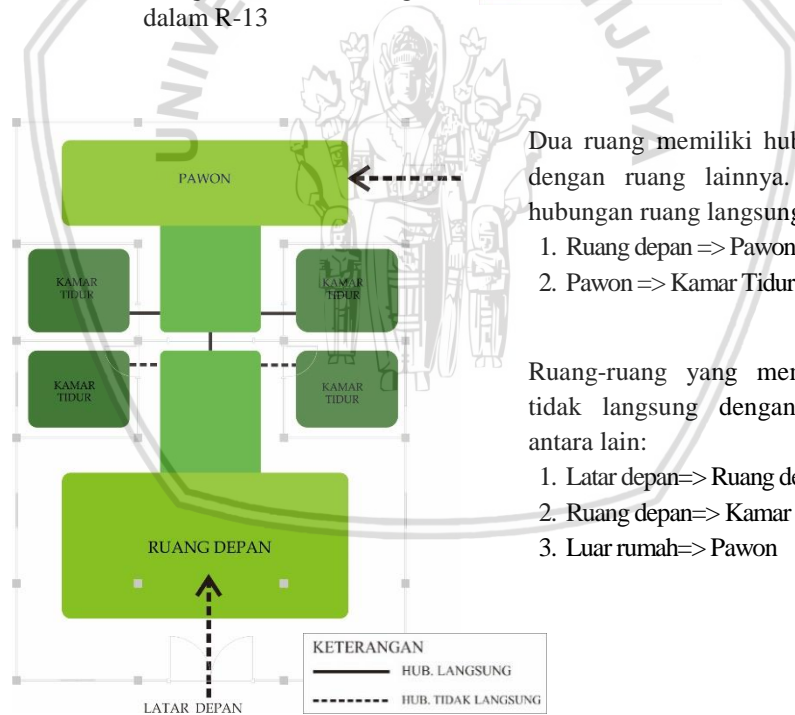 dalam R-13
UNIV
IJAYA
PAWON
KAMAR
TIDUR
KAMAR
TIDUR
KAMAR
TIDUR
KAMAR
TIDUR
RUANG DEPAN
LATAR DEPAN
KETERANGAN
HUB. LANGSUNG
HUB. TIDAK LANGSUNG
Dua ruang memiliki
dengan ruang lainnya.
hubungan ruang langsung
1. Ruang depan => Pawon
2. Pawon => Kamar Tidur
Ruang-ruang yang
tidak langsung dengan
antara lain:
1. Latar depan=> Ruang
2. Ruang depan=> Kamar
3. Luar rumah=> Pawon